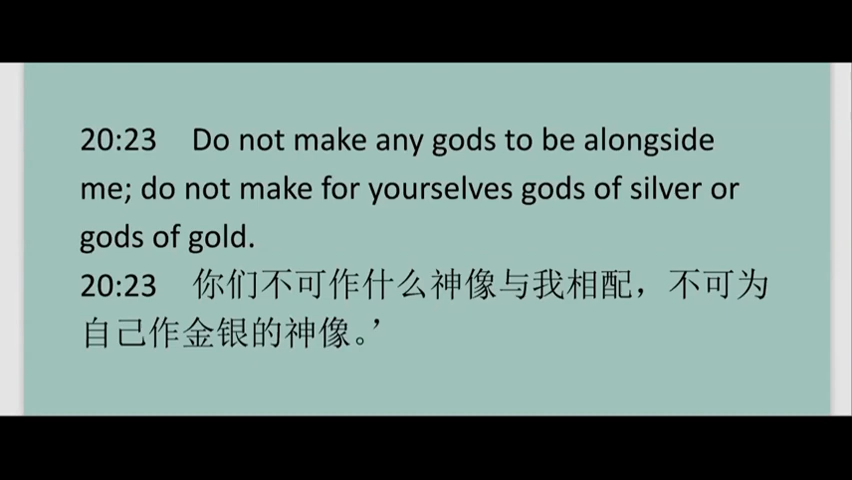 20:23 Do not make any gods to be alongside
me; do not make for yourselves gods of silver or
gods of gold.
20:23 你们不可作什么神像与我相配，不可为
自己作金银的神像。’